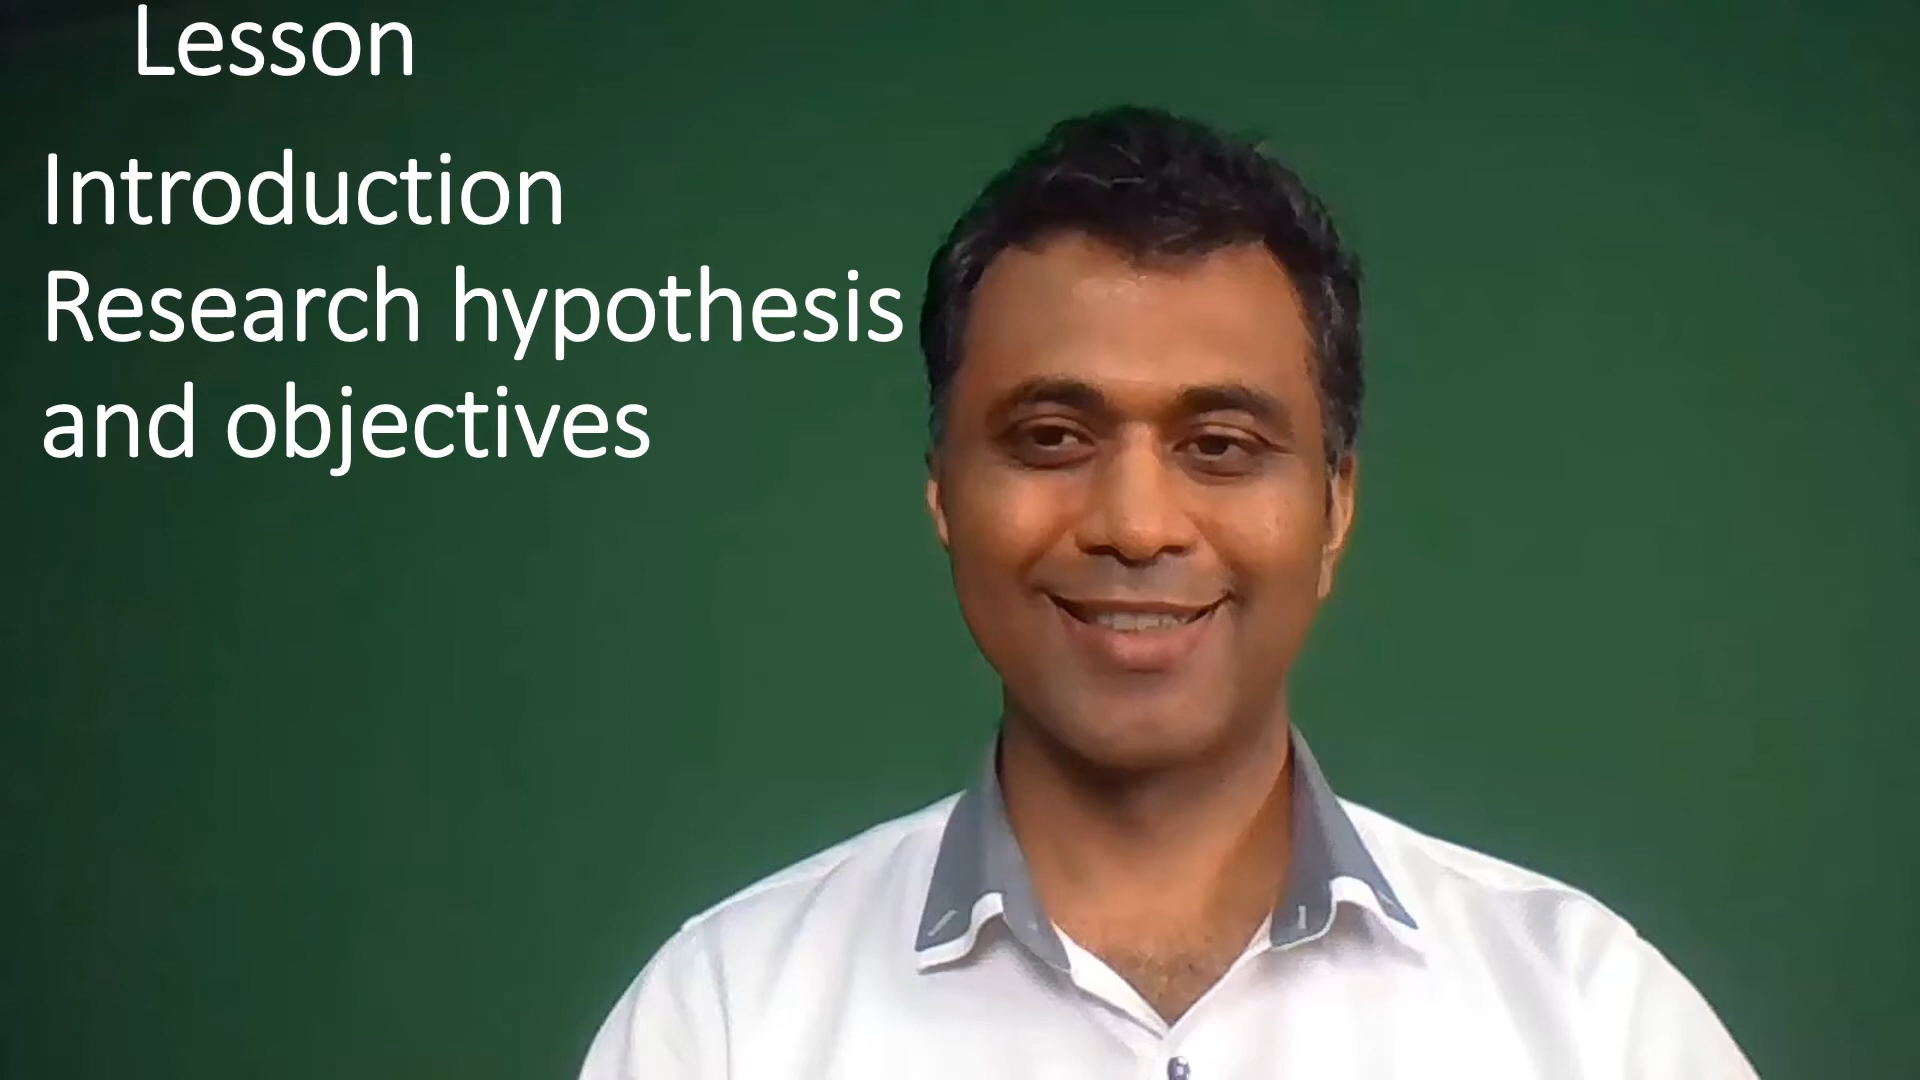 Lesson
Introduction
Research hypothesis
and objectives